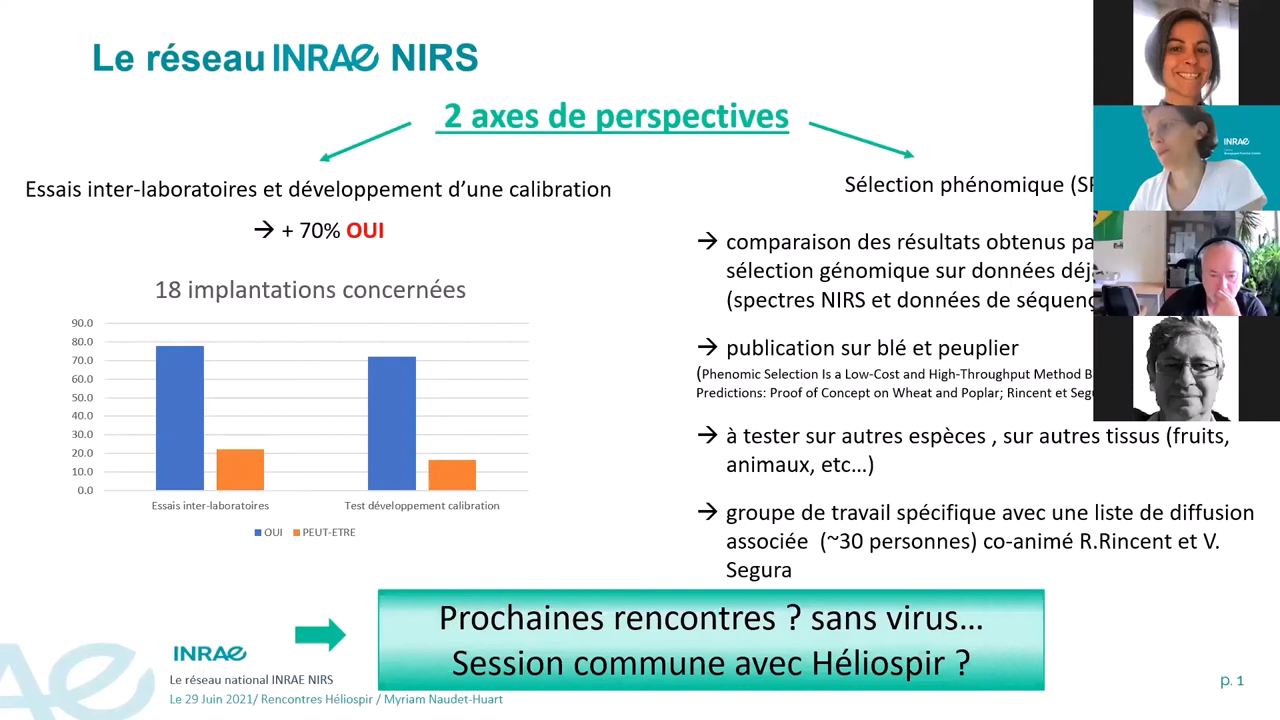 Le réseau INRAE NIRS
2 axes de perspectives
Essais inter-laboratoires et développement d'une calibration
→ + 70% OUI
18 implantations concernées
90.0
80.0
70.0
60.0
50.0
40.0
30.0
20.0
10.0
0.0
Essais inter-laboratoires
Test développement calibration
OUI
PEUT-ETRE
Sélection phénomique
→ comparaison des résultats obtenus
sélection génomique sur données
(spectres NIRS et données de
→ publication sur blé et peuplier
(Phenomic Selection Is a Low-Cost and High-Throughput Method
Predictions: Proof of Concept on Wheat and Poplar; Rincent et
→ à tester sur autres espèces , sur autres tissus (fruits,
animaux, etc…)
→ groupe de travail spécifique avec une liste de diffusion
associée (~30 personnes) co-animé R.Rincent et V.
Segura
Prochaines rencontres ? sans virus…
Session commune avec Héliospir ?
INRAE
Le réseau national INRAE NIRS
Le 29 Juin 2021/ Rencontres Héliospir / Myriam Naudet-Huart
p. 1
INRAE